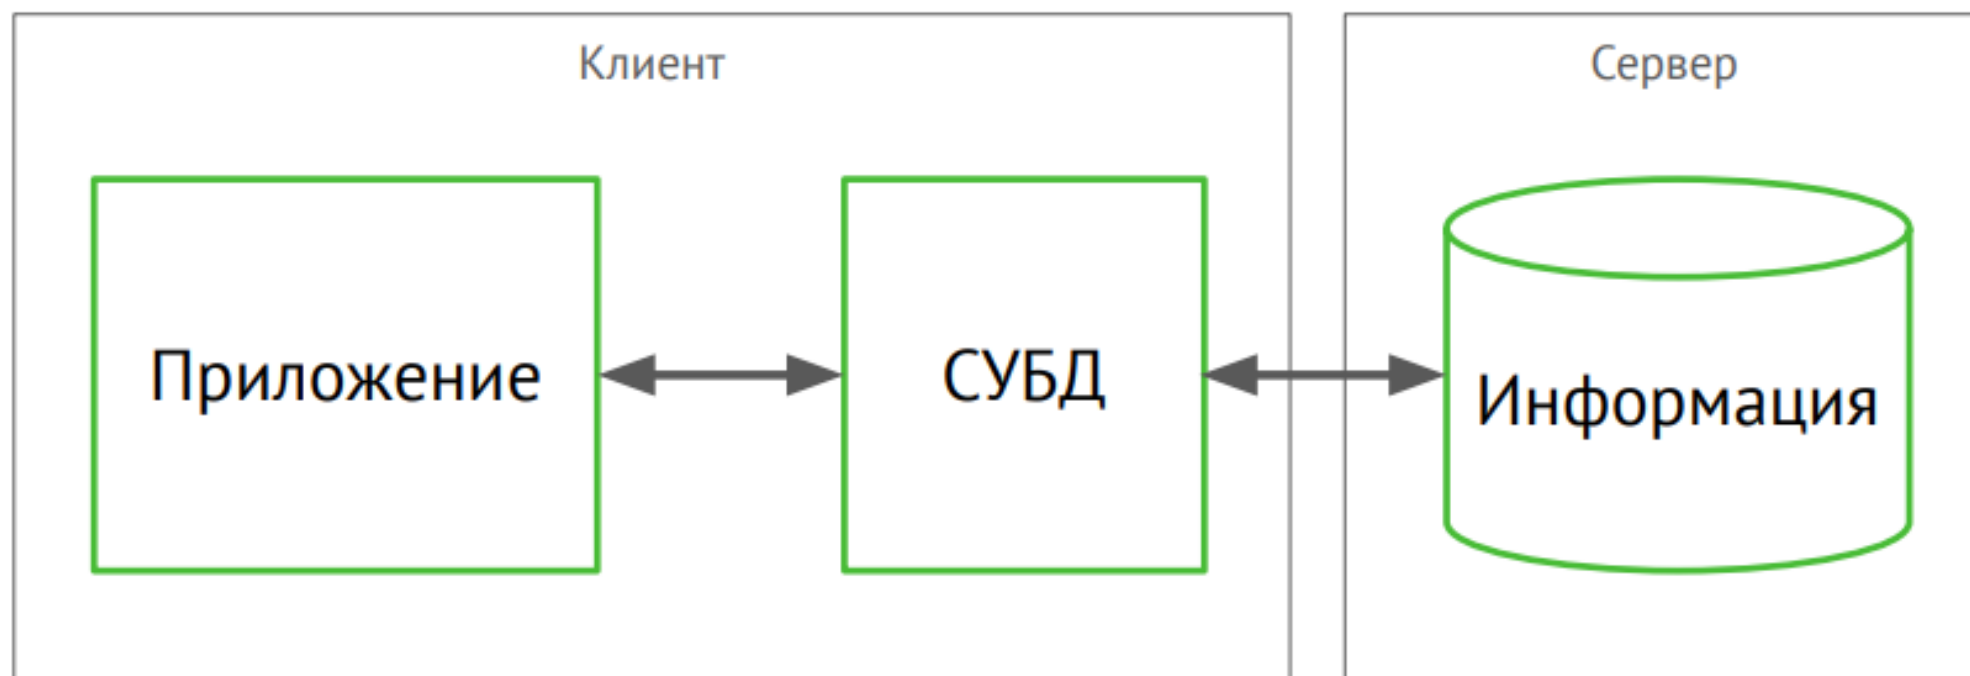 Клиент
Сервер
Приложение
СУБД
Информация